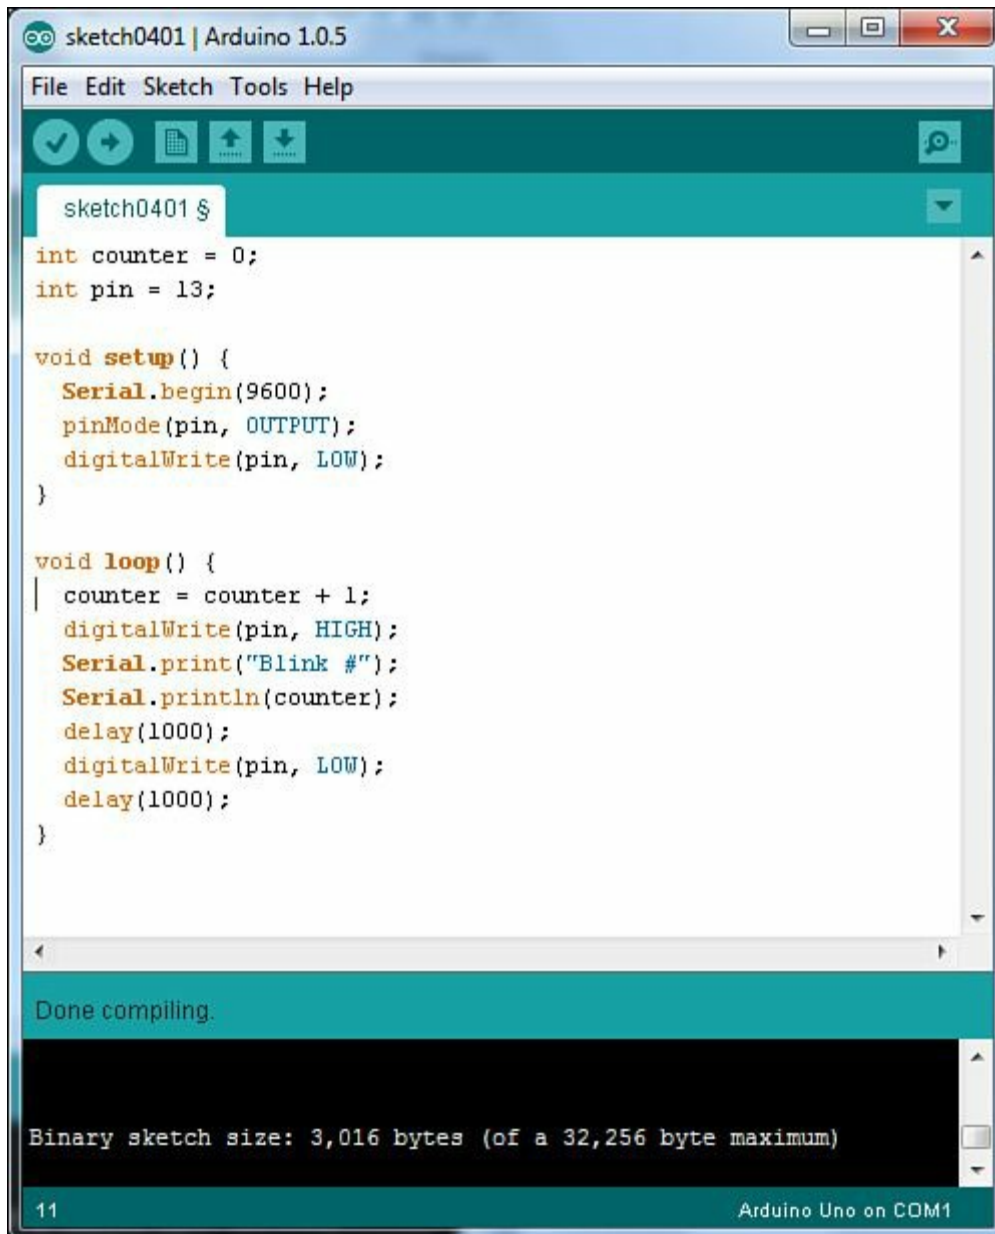 sketch0401 | Arduino 1.0.5
File Edit Sketch Tools Help
sketch0401 §
int counter = 0;
int pin = 13;
void setup() {
  Serial.begin(9600);
  pinMode(pin, OUTPUT);
  digitalWrite(pin, LOW);
}
void loop() {
  counter = counter + 1;
  digitalWrite(pin, HIGH);
  Serial.print("Blink #");
  Serial.println(counter);
  delay(1000);
  digitalWrite(pin, LOW);
  delay(1000);
}
Done compiling.
Binary sketch size: 3,016 bytes (of a 32,256 byte maximum)
11 Arduino Uno on COM1